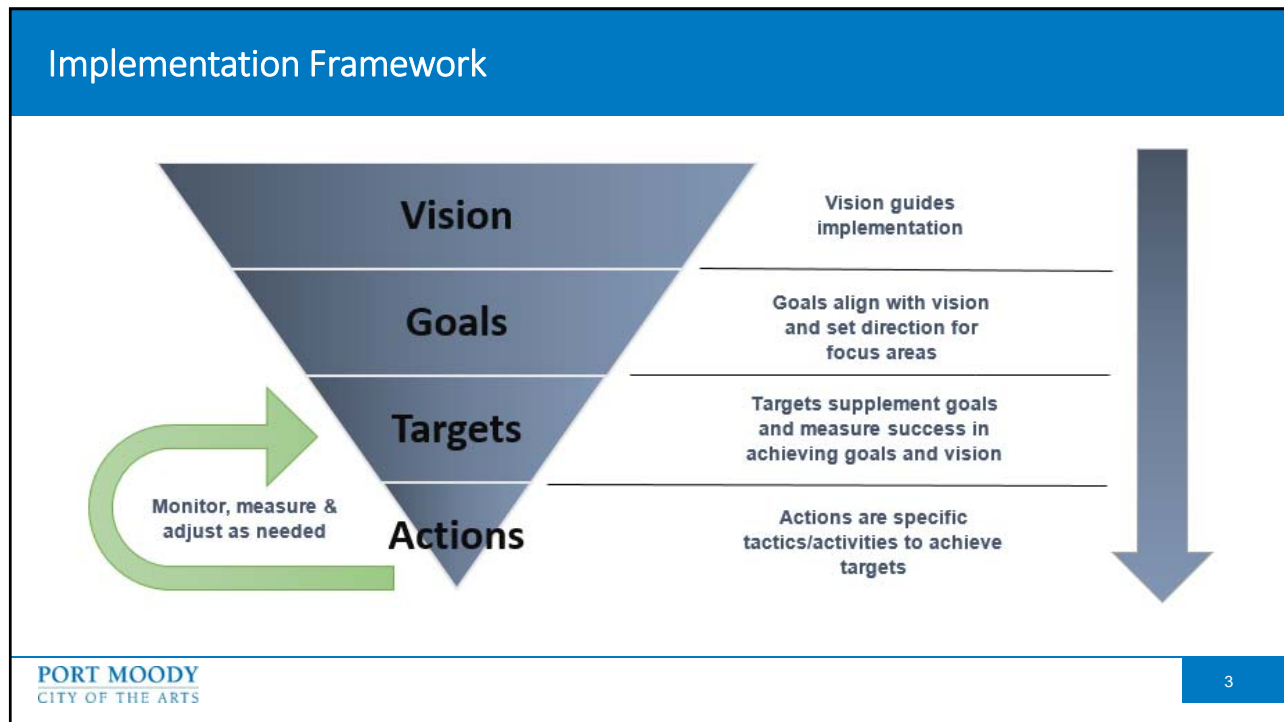 Implementation Framework
Vision
Vision guides
implementation
Goals
Goals align with vision
and set direction for
focus areas
Targets
Targets supplement goals
and measure success in
achieving goals and vision
Monitor, measure &
adjust as needed
Actions
Actions are specific
tactics/activities to achieve
targets
PORT MOODY
CITY OF THE ARTS
3